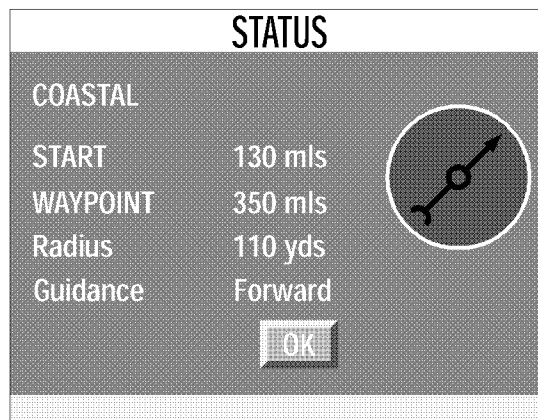 STATUS
COASTAL
START 130 mls
WAYPOINT 350 mls
Radius 110 yds
Guidance Forward
OK